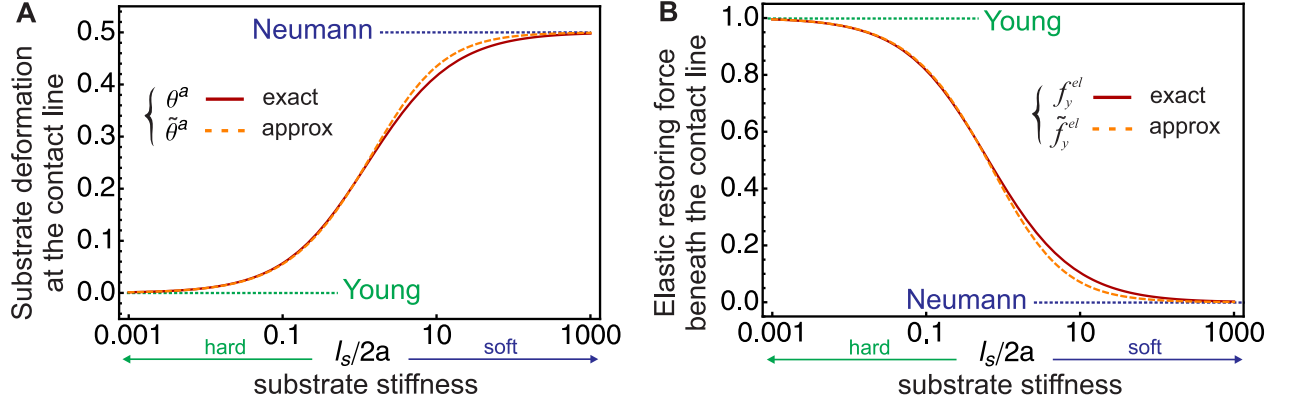 A
Substrate deformation
at the contact line
0.5
0.4
0.3
0.2
0.1
0.0
Neumann
θᵃ exact
θ̃ᵃ approx
Young
0.001 0.1 10 1000
hard lₛ/2a soft
substrate stiffness
B
Elastic restoring force
beneath the contact line
1.0
0.8
0.6
0.4
0.2
0.0
Young
f_y^el exact
f̃_y^el approx
Neumann
0.001 0.1 10 1000
hard lₛ/2a soft
substrate stiffness